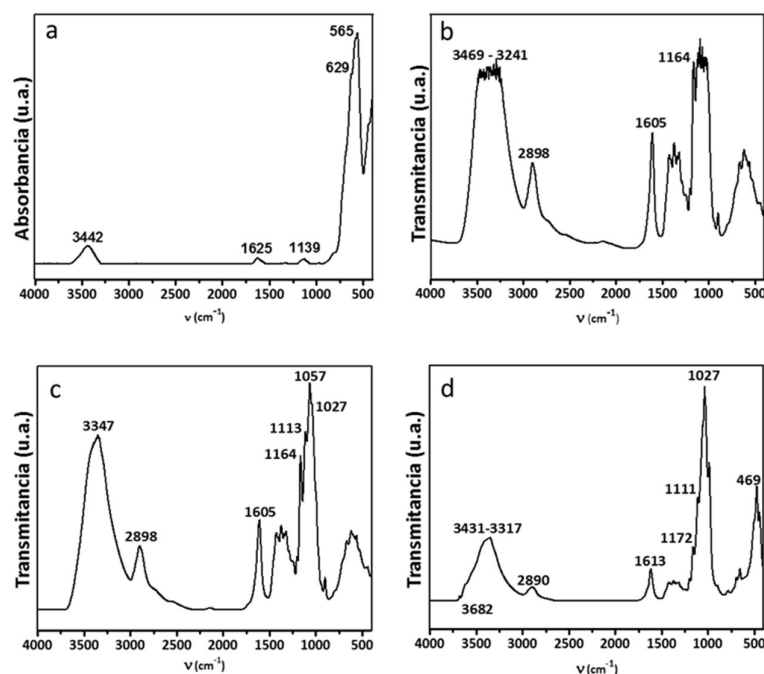 a
565
629
3442
1625
1139
Absorbancia (u.a.)
4000 3500 3000 2500 2000 1500 1000 500
ν (cm⁻¹)
b
3469 - 3241
1164
1605
2898
Transmitancia (u.a.)
4000 3500 3000 2500 2000 1500 1000 500
ν (cm⁻¹)
c
1057
3347
1027
1113
1164
1605
2898
Transmitancia (u.a.)
4000 3500 3000 2500 2000 1500 1000 500
ν (cm⁻¹)
d
1027
469
1111
3431-3317
1172
1613
2890
3682
Transmitancia (u.a.)
4000 3500 3000 2500 2000 1500 1000 500
ν (cm⁻¹)